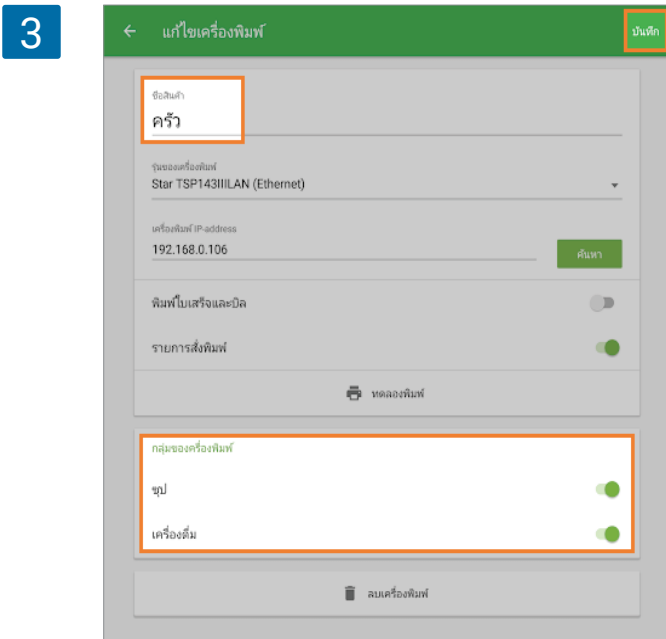 3
แก้ไขเครื่องพิมพ์
บันทึก
ชื่อสินค้า
ครัว
รุ่นของเครื่องพิมพ์
Star TSP143IIILAN (Ethernet)
เครื่องพิมพ์ IP-address
192.168.0.106
ค้นหา
พิมพ์ใบเสร็จและบิล
รายการสั่งพิมพ์
ทดลองพิมพ์
กลุ่มของเครื่องพิมพ์
ซุป
เครื่องดื่ม
ลบเครื่องพิมพ์